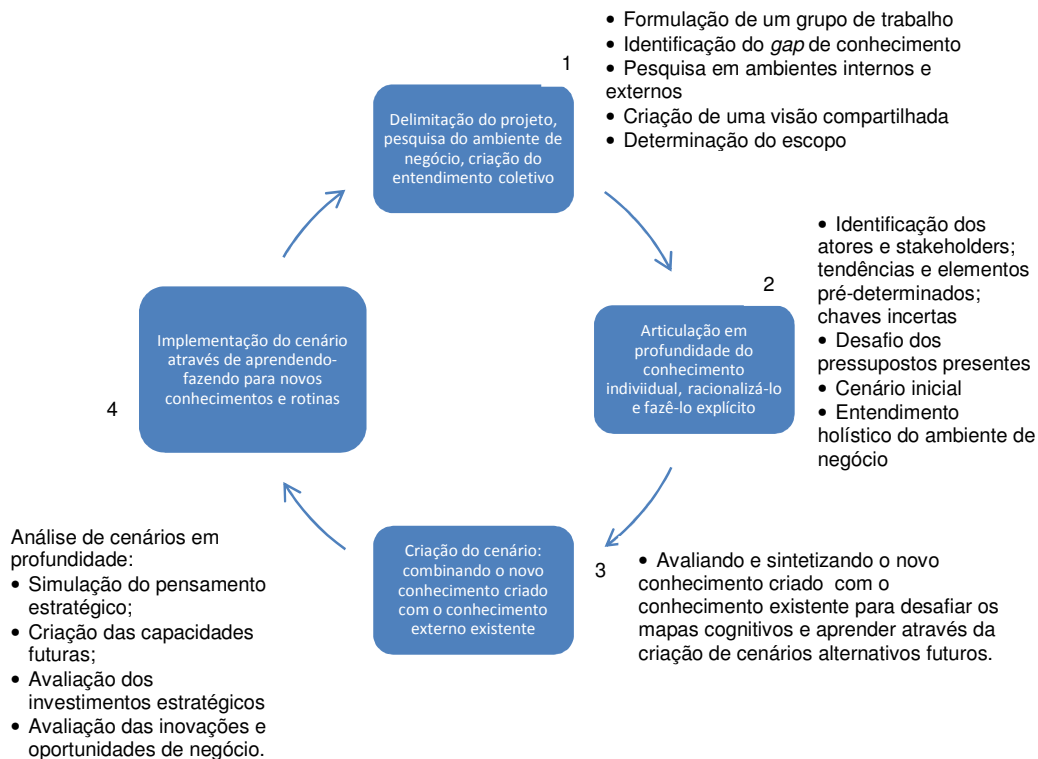 1
• Formulação de um grupo de trabalho
• Identificação do gap de conhecimento
• Pesquisa em ambientes internos e
externos
• Criação de uma visão compartilhada
• Determinação do escopo
Delimitação do projeto,
pesquisa do ambiente de
negócio, criação do
entendimento coletivo
2
• Identificação dos
atores e stakeholders;
tendências e elementos
pré-determinados;
chaves incertas
• Desafio dos
pressupostos presentes
• Cenário inicial
• Entendimento
holístico do ambiente de
negócio
Articulação em
profundidade do
conhecimento
indiviidual, racionalizá-lo
e fazê-lo explícito
3
• Avaliando e sintetizando o novo
conhecimento criado com o
conhecimento existente para desafiar os
mapas cognitivos e aprender através da
criação de cenários alternativos futuros.
Criação do cenário:
combinando o novo
conhecimento criado
com o conhecimento
externo existente
4
Implementação do cenário
através de aprendendo-
fazendo para novos
conhecimentos e rotinas
Análise de cenários em
profundidade:
• Simulação do pensamento
estratégico;
• Criação das capacidades
futuras;
• Avaliação dos
investimentos estratégicos
• Avaliação das inovações e
oportunidades de negócio.